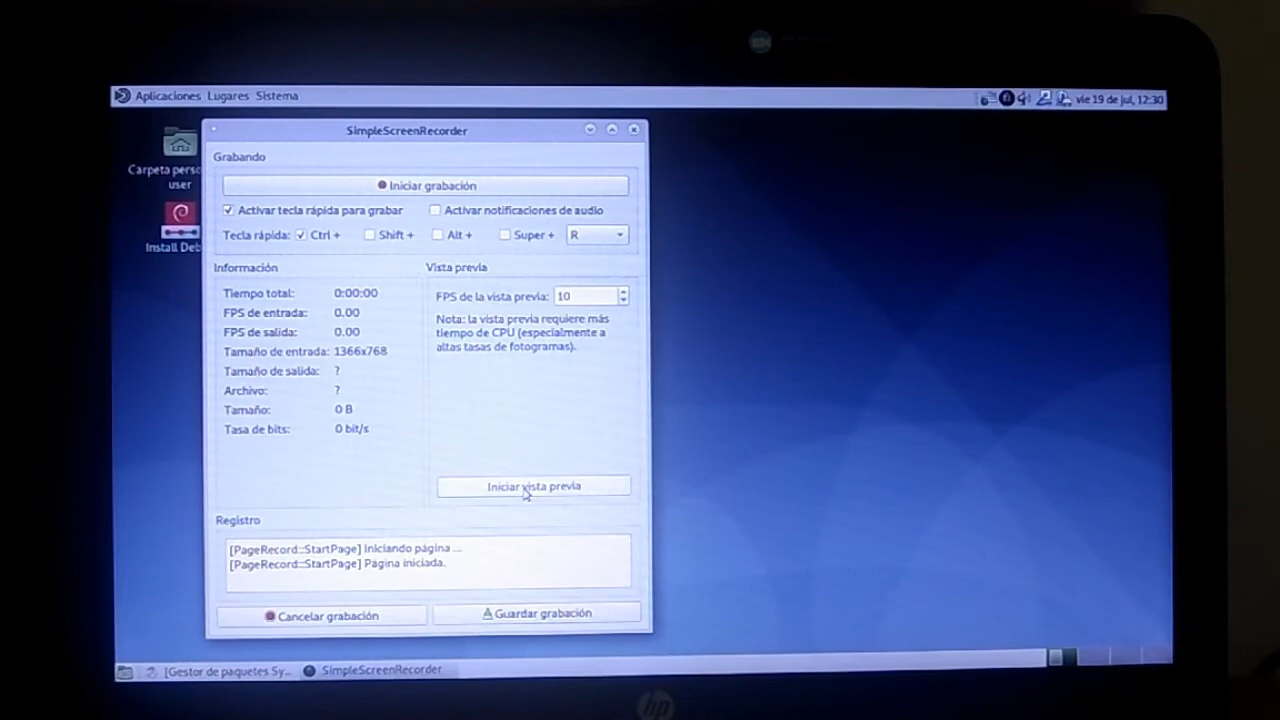 Aplicaciones Lugares Sistema
vie 19 de jul, 12:30
Carpeta perso
user
Install Deb
SimpleScreenRecorder
Grabando
Iniciar grabación
Activar tecla rápida para grabar
Activar notificaciones de audio
Tecla rápida: Ctrl + Shift + Alt + Super + R
Información
Tiempo total: 0:00:00
FPS de entrada: 0.00
FPS de salida: 0.00
Tamaño de entrada: 1366x768
Tamaño de salida: ?
Archivo: ?
Tamaño: 0 B
Tasa de bits: 0 bit/s
Vista previa
FPS de la vista previa: 10
Nota: la vista previa requiere más
tiempo de CPU (especialmente a
altas tasas de fotogramas).
Iniciar vista previa
Registro
[PageRecord::StartPage] Iniciando página ...
[PageRecord::StartPage] Página iniciada.
Cancelar grabación
Guardar grabación
[Gestor de paquetes Sy...
SimpleScreenRecorder
hp